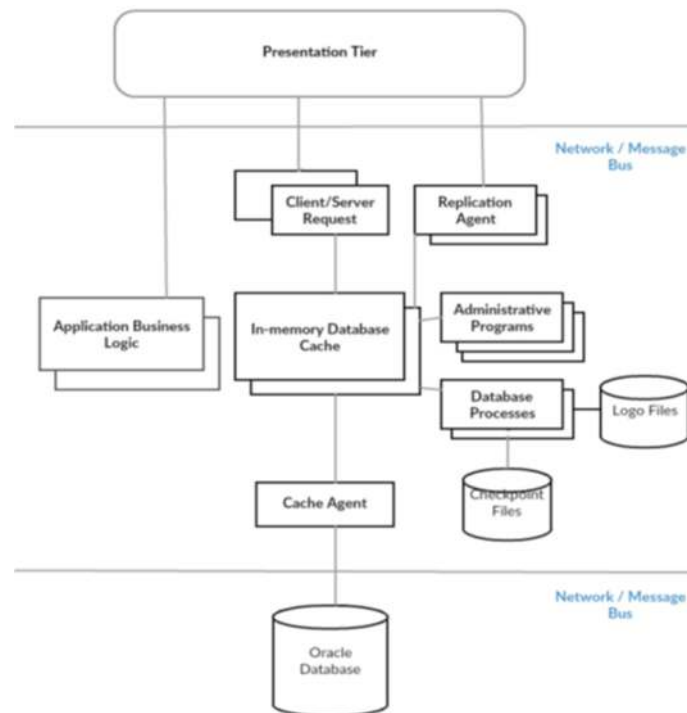 Presentation Tier
Network / Message
Bus
Client/Server
Request
Replication
Agent
Application Business
Logic
In-memory Database
Cache
Administrative
Programs
Database
Processes
Logo Files
Checkpoint
Files
Cache Agent
Network / Message
Bus
Oracle
Database